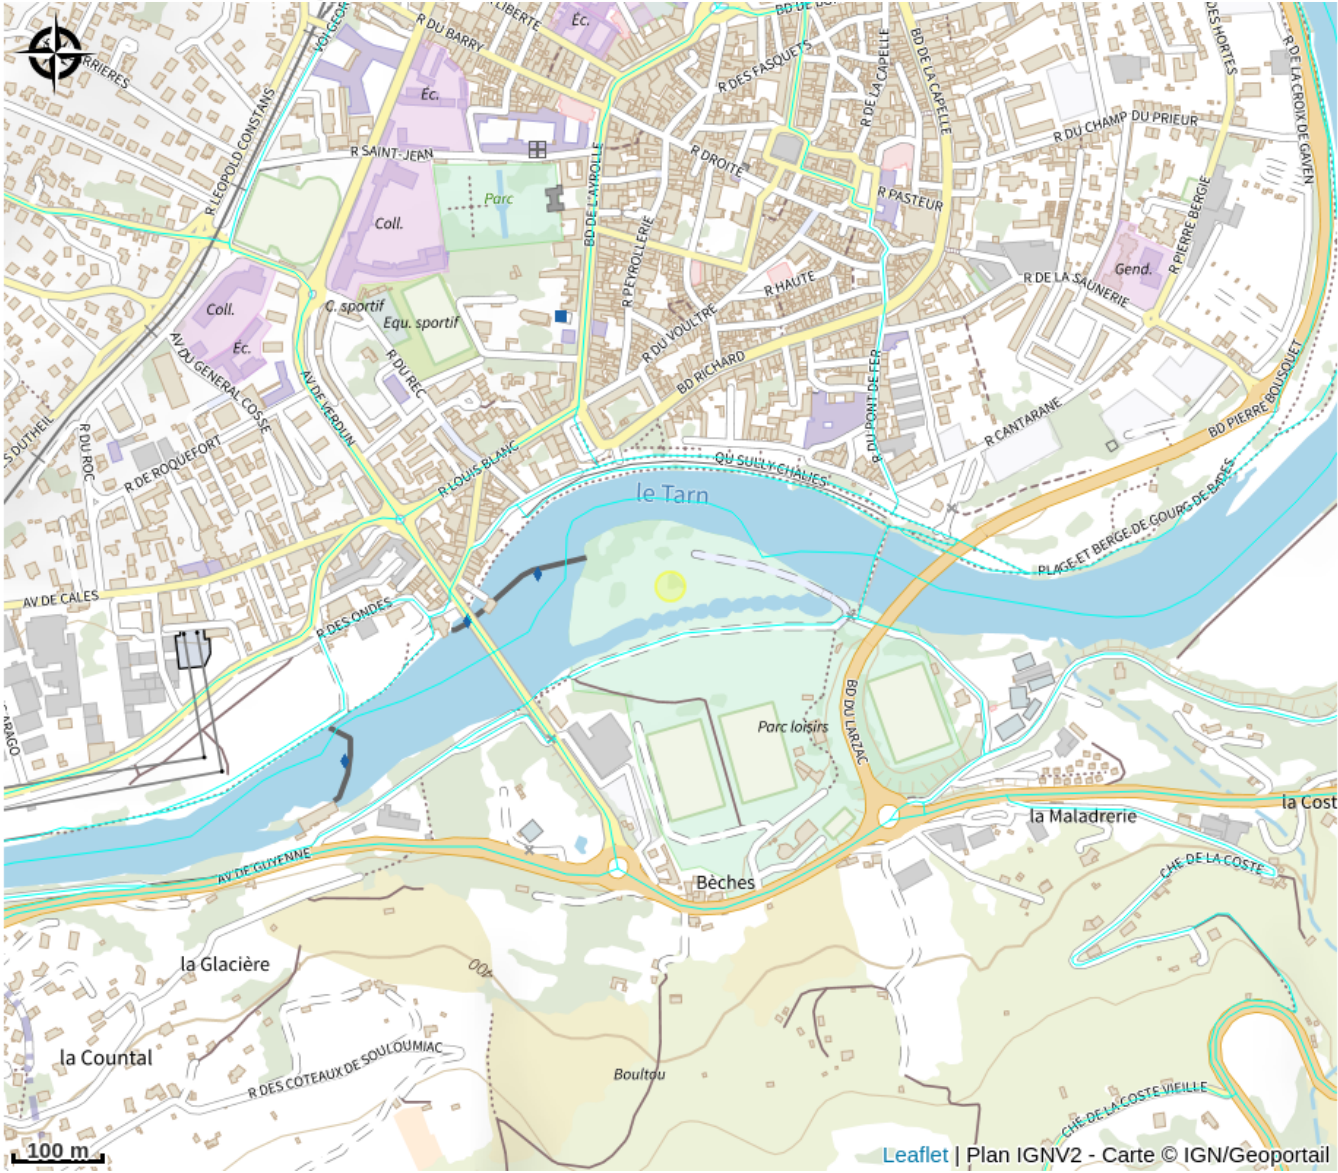 R DU BARRY
Éc.
R DES FASQUETS
R DE LA CAPELLE
BD DE LA CAPELLE
DES HORTES
R DE LA CROIX DE GAVEN
R LEOPOLD CONSTANS
Éc.
R DU CHAMP DU PRIEUR
R SAINT-JEAN
R DROITE
BD DE L'AYROLLE
Parc
R PASTEUR
Coll.
R PEYROLLERIE
R PIERRE BERGIE
Gend.
R DE LA SAUNERIE
R HAUTE
Coll.
C. sportif
Equ. sportif
R DU VOULTRE
Éc.
AV DU GENERAL COSSE
R DU REC
BD RICHARD
R DU PONT DE FER
BD PIERRE BOUSQUET
AV DE VERDUN
R CANTARANE
R DU ROC
R DE ROQUEFORT
R LOUIS BLANC
QU SULLY-CHALIES
le Tarn
PLAGE ET BERGE DE GOURG DE BADES
AV DE CALES
R DES ONDES
BD DU LARZAC
Parc loisirs
la Cost
la Maladrerie
AV DE GUYENNE
CHE DE LA COSTE
Bèches
la Glacière
400
la Countal
R DES COTEAUX DE SOULOUMIAC
Boultou
CHE DE LA COSTE VIEILLE
100 m
Leaflet | Plan IGNV2 - Carte © IGN/Geoportail